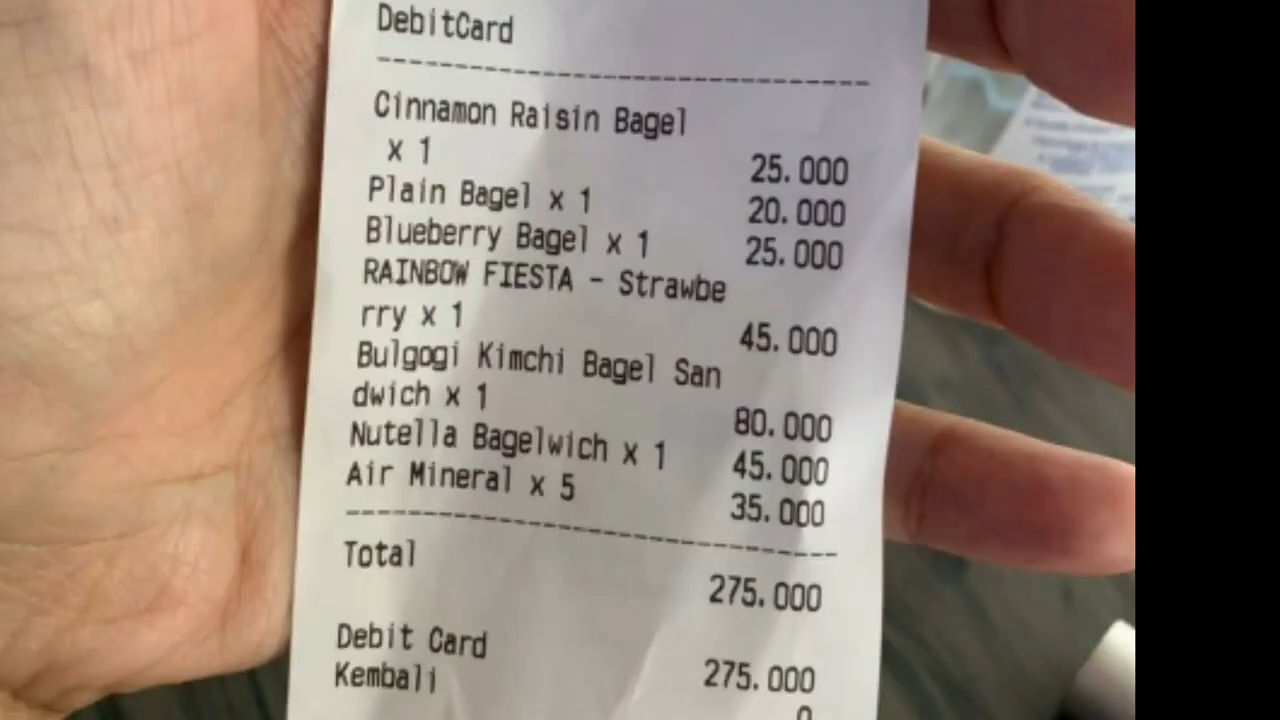 DebitCard
Cinnamon Raisin Bagel
x 1 25.000
Plain Bagel x 1 20.000
Blueberry Bagel x 1 25.000
RAINBOW FIESTA - Strawbe
rry x 1 45.000
Bulgogi Kimchi Bagel San
dwich x 1 80.000
Nutella Bagelwich x 1 45.000
Air Mineral x 5 35.000
Total 275.000
Debit Card 275.000
Kembali 0